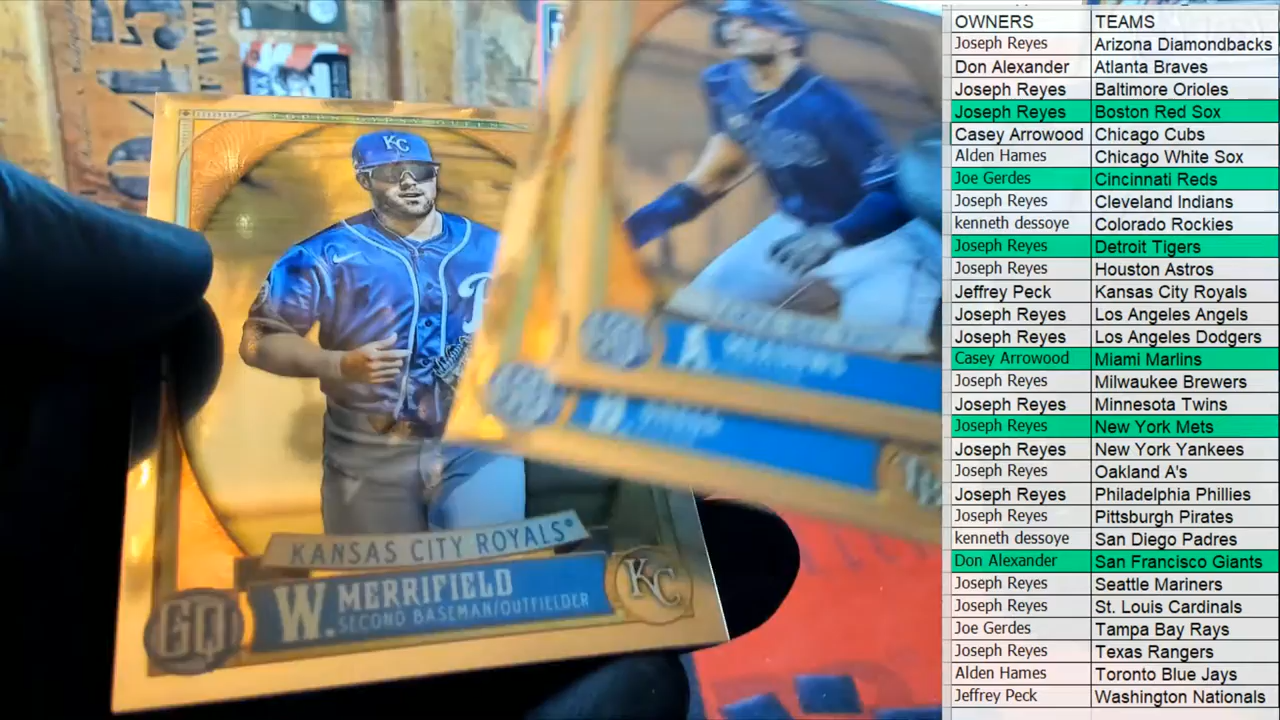 KC
KANSAS CITY ROYALS®
W. MERRIFIELD
SECOND BASEMAN/OUTFIELDER
GQ
KC
A.
OWNERS TEAMS
Joseph Reyes Arizona Diamondbacks
Don Alexander Atlanta Braves
Joseph Reyes Baltimore Orioles
Joseph Reyes Boston Red Sox
Casey Arrowood Chicago Cubs
Alden Hames Chicago White Sox
Joe Gerdes Cincinnati Reds
Joseph Reyes Cleveland Indians
kenneth dessoye Colorado Rockies
Joseph Reyes Detroit Tigers
Joseph Reyes Houston Astros
Jeffrey Peck Kansas City Royals
Joseph Reyes Los Angeles Angels
Joseph Reyes Los Angeles Dodgers
Casey Arrowood Miami Marlins
Joseph Reyes Milwaukee Brewers
Joseph Reyes Minnesota Twins
Joseph Reyes New York Mets
Joseph Reyes New York Yankees
Joseph Reyes Oakland A's
Joseph Reyes Philadelphia Phillies
Joseph Reyes Pittsburgh Pirates
kenneth dessoye San Diego Padres
Don Alexander San Francisco Giants
Joseph Reyes Seattle Mariners
Joseph Reyes St. Louis Cardinals
Joe Gerdes Tampa Bay Rays
Joseph Reyes Texas Rangers
Alden Hames Toronto Blue Jays
Jeffrey Peck Washington Nationals